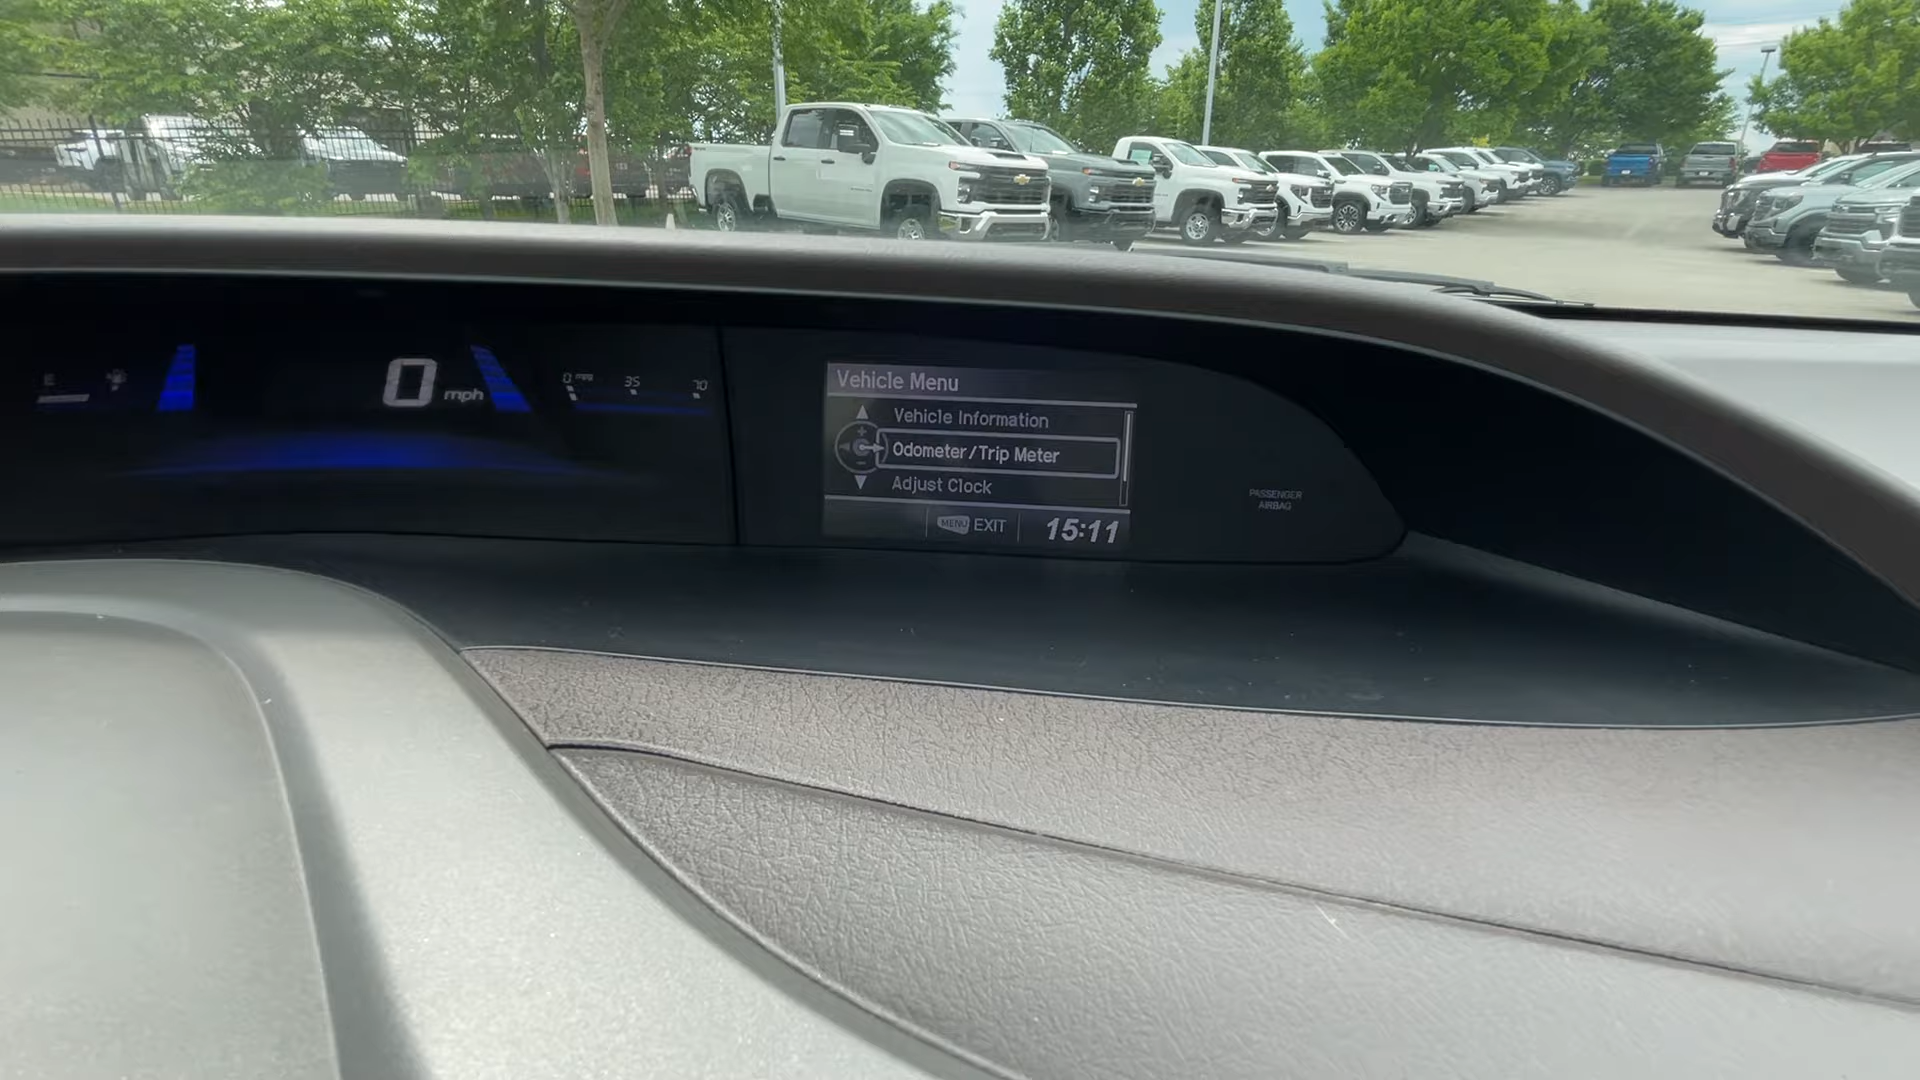 E
0 mpg 35 70
0 mph
Vehicle Menu
Vehicle Information
Odometer/Trip Meter
Adjust Clock
MENU EXIT
15:11
PASSENGER
AIRBAG